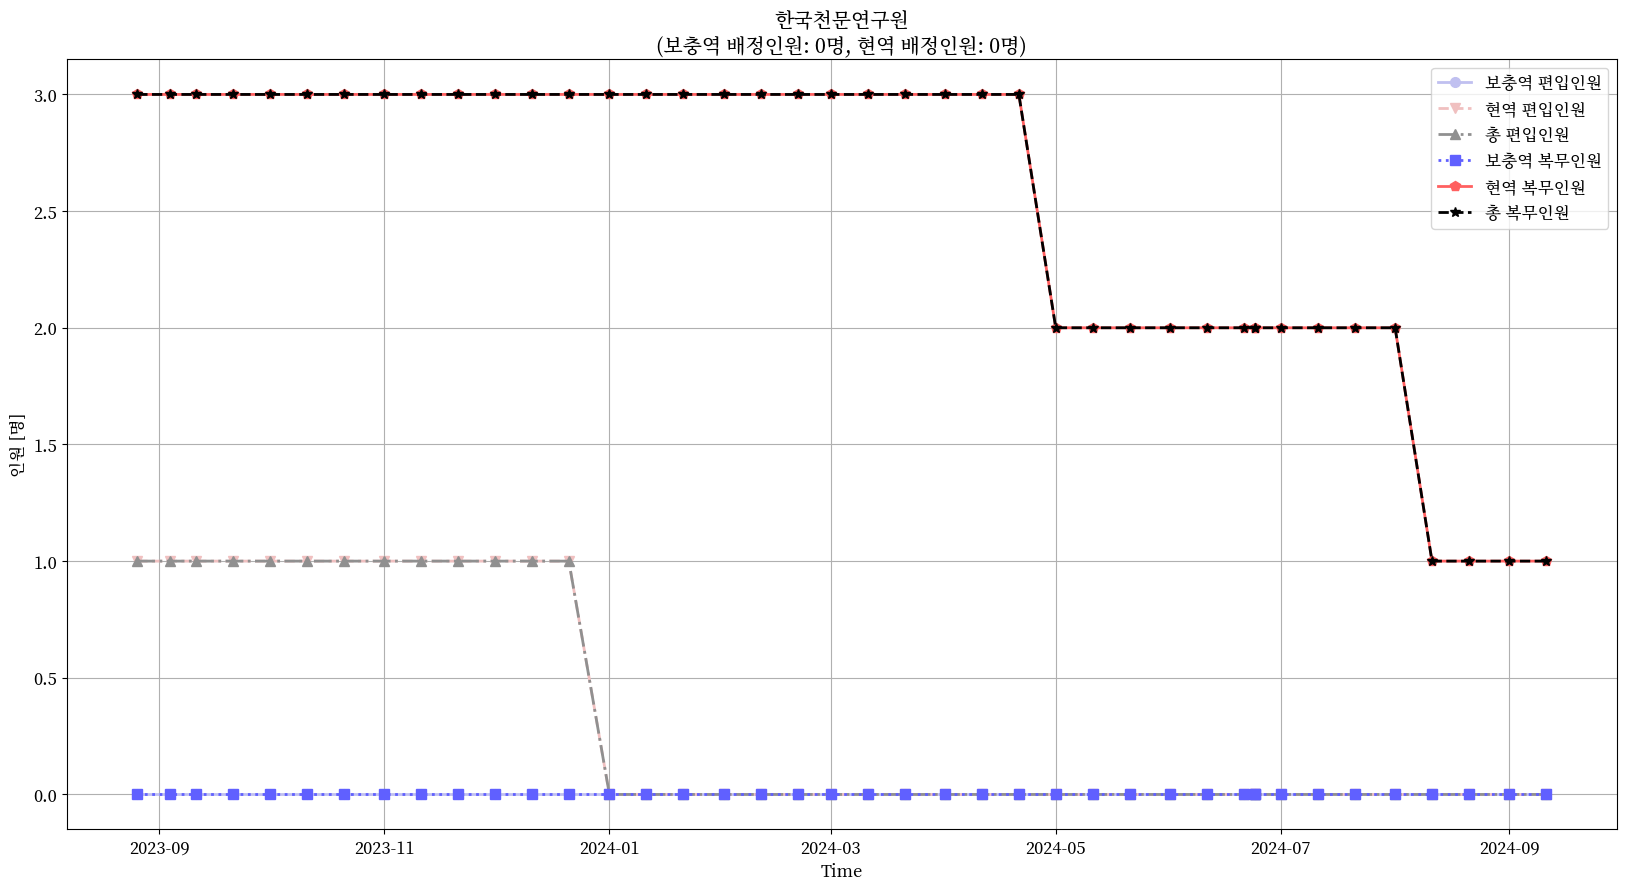 한국천문연구원
(보충역 배정인원: 0명, 현역 배정인원: 0명)
보충역 편입인원
현역 편입인원
총 편입인원
보충역 복무인원
현역 복무인원
총 복무인원
인원 [명]
3.0
2.5
2.0
1.5
1.0
0.5
0.0
2023-09 2023-11 2024-01 2024-03 2024-05 2024-07 2024-09
Time